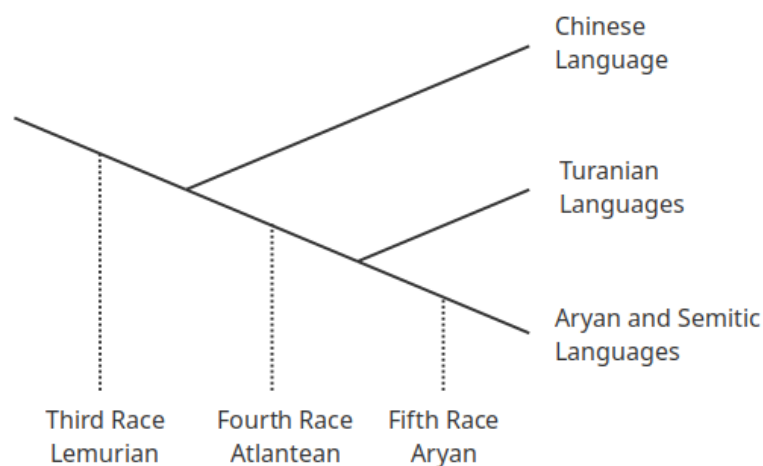 Chinese
Language
Turanian
Languages
Aryan and Semitic
Languages
Third Race
Lemurian
Fourth Race
Atlantean
Fifth Race
Aryan